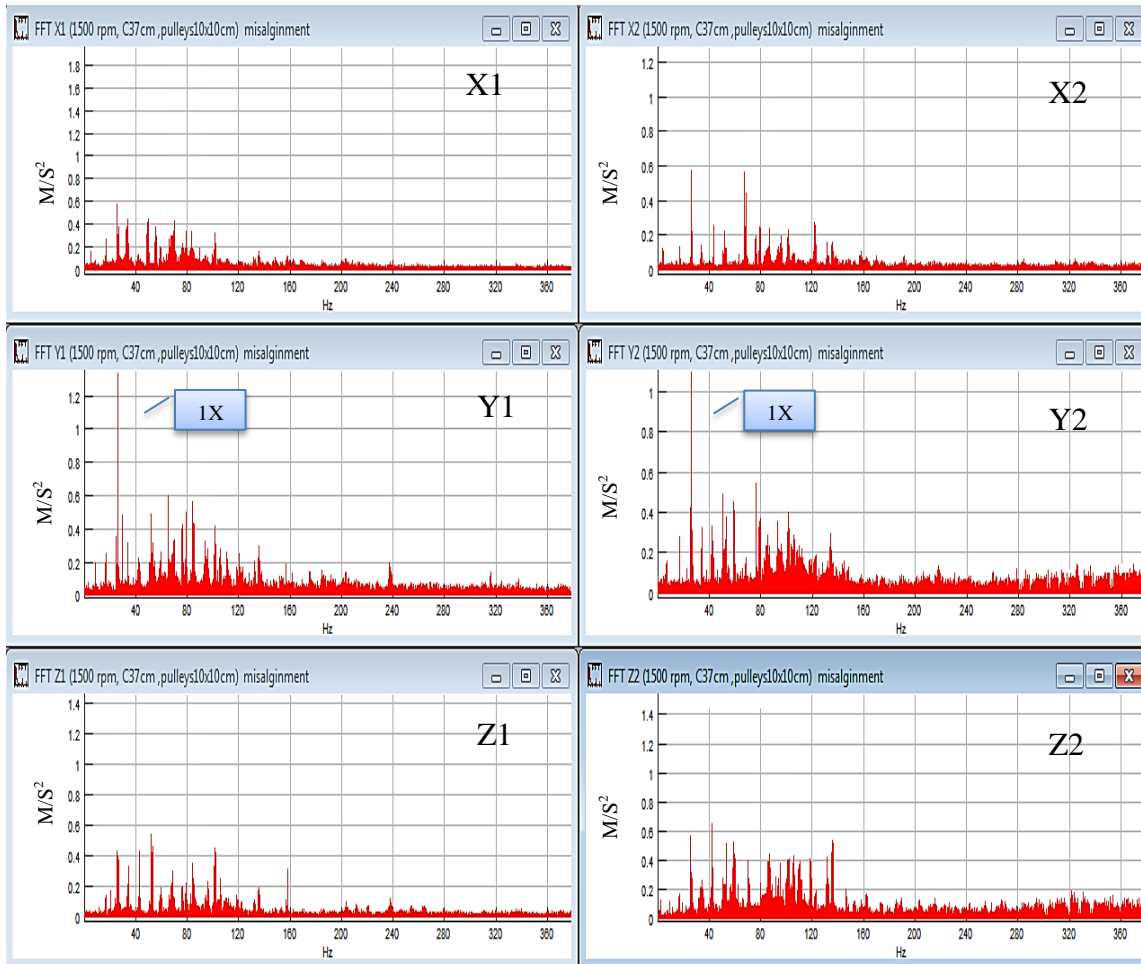 FFT X1 (1500 rpm, C37cm ,pulleys10x10cm) misalginment
X1
M/S²
1.8
1.6
1.4
1.2
1
0.8
0.6
0.4
0.2
0
40 80 120 160 200 240 280 320 360
Hz
FFT X2 (1500 rpm, C37cm ,pulleys10x10cm) misalginment
X2
M/S²
1.2
1
0.8
0.6
0.4
0.2
0
40 80 120 160 200 240 280 320 360
Hz
FFT Y1 (1500 rpm, C37cm ,pulleys10x10cm) misalginment
1X
Y1
M/S²
1.2
1
0.8
0.6
0.4
0.2
0
40 80 120 160 200 240 280 320 360
Hz
FFT Y2 (1500 rpm, C37cm ,pulleys10x10cm) misalginment
1X
Y2
M/S²
1
0.8
0.6
0.4
0.2
0
40 80 120 160 200 240 280 320 360
Hz
FFT Z1 (1500 rpm, C37cm ,pulleys10x10cm) misalginment
Z1
M/S²
1.4
1.2
1
0.8
0.6
0.4
0.2
0
40 80 120 160 200 240 280 320 360
Hz
FFT Z2 (1500 rpm, C37cm ,pulleys10x10cm) misalginment
Z2
M/S²
1.4
1.2
1
0.8
0.6
0.4
0.2
0
40 80 120 160 200 240 280 320 360
Hz